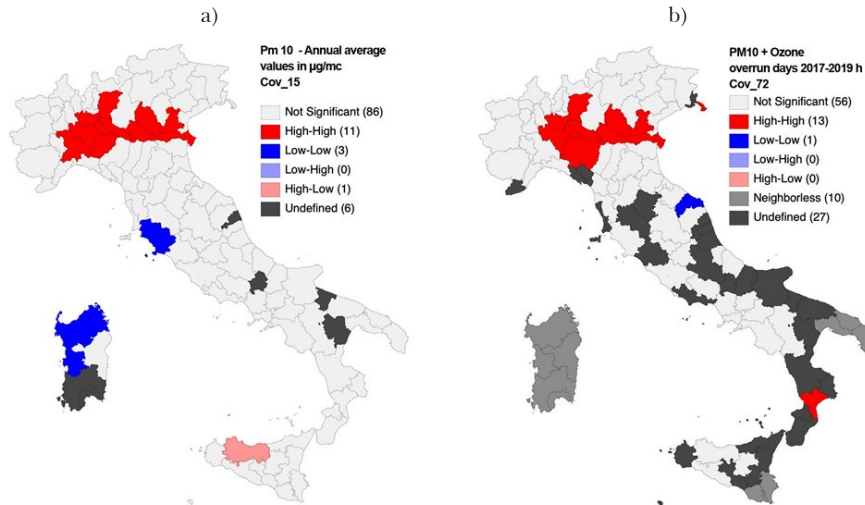 a)
Pm 10 - Annual average
values in µg/mc
Cov_15
Not Significant (86)
High-High (11)
Low-Low (3)
Low-High (0)
High-Low (1)
Undefined (6)
b)
PM10 + Ozone
overrun days 2017-2019 h
Cov_72
Not Significant (56)
High-High (13)
Low-Low (1)
Low-High (0)
High-Low (0)
Neighborless (10)
Undefined (27)